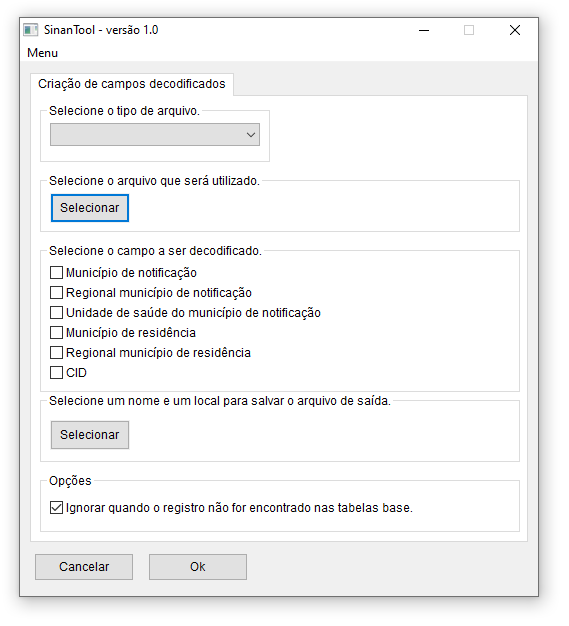 SinanTool - versão 1.0
Menu
Criação de campos decodificados
Selecione o tipo de arquivo.
Selecione o arquivo que será utilizado.
Selecionar
Selecione o campo a ser decodificado.
Município de notificação
Regional município de notificação
Unidade de saúde do município de notificação
Município de residência
Regional município de residência
CID
Selecione um nome e um local para salvar o arquivo de saída.
Selecionar
Opções
Ignorar quando o registro não for encontrado nas tabelas base.
Cancelar Ok